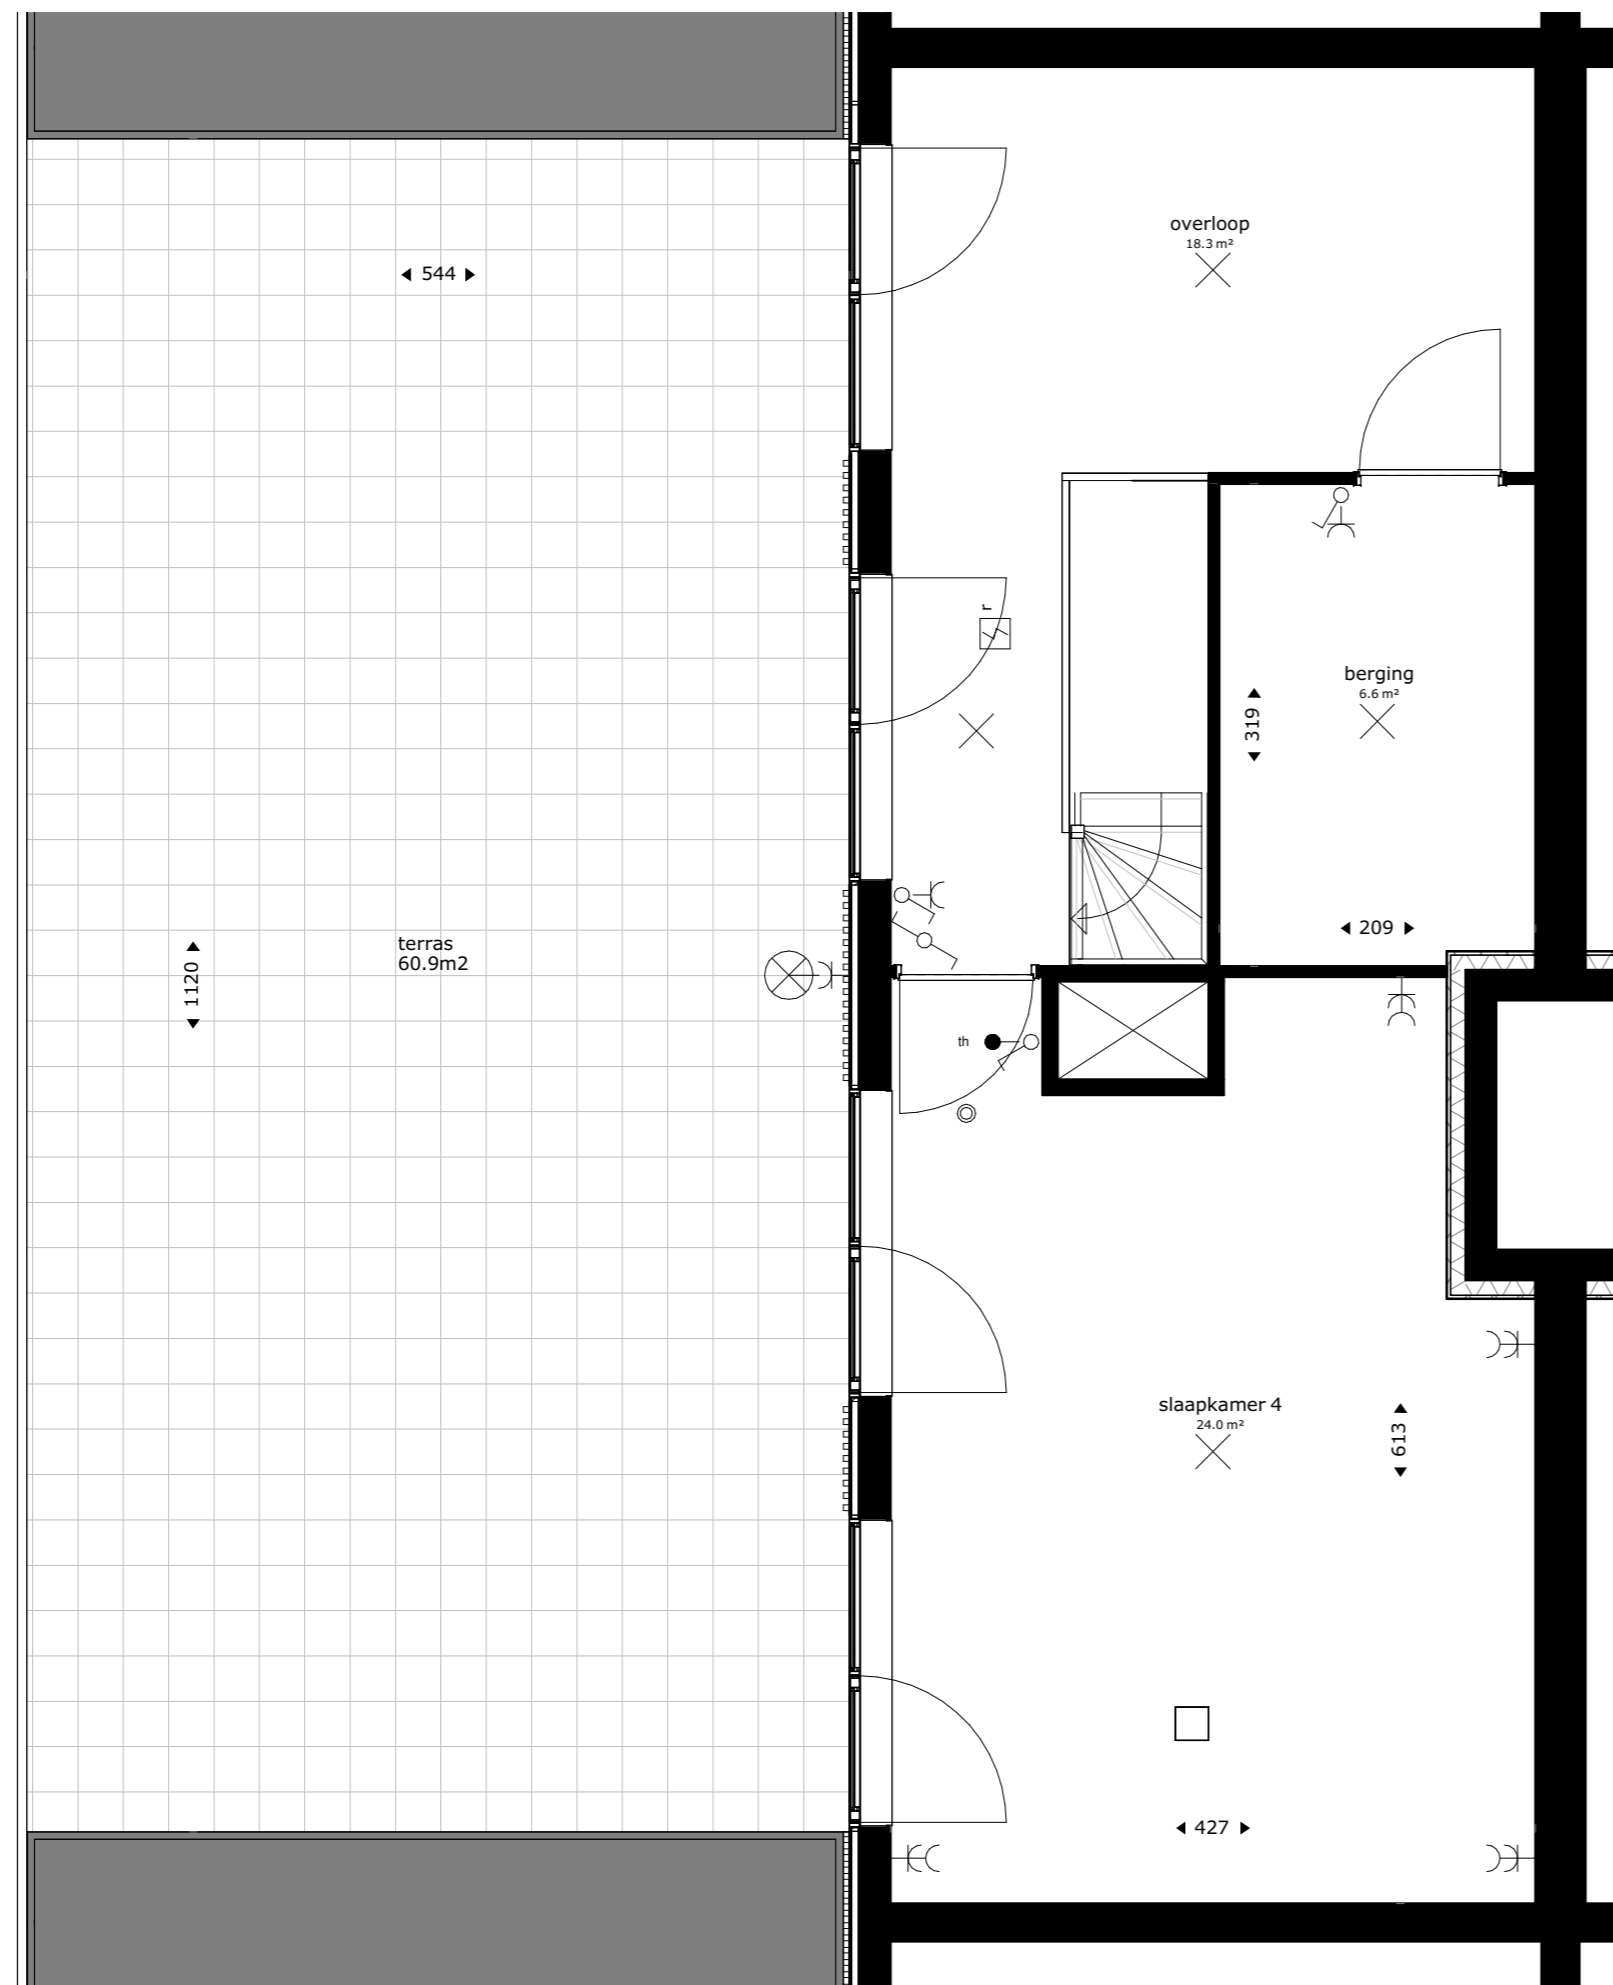 overloop
18.3 m²
544
r
berging
6.6 m²
319
209
terras
60.9m2
1120
th
slaapkamer 4
24.0 m²
613
427